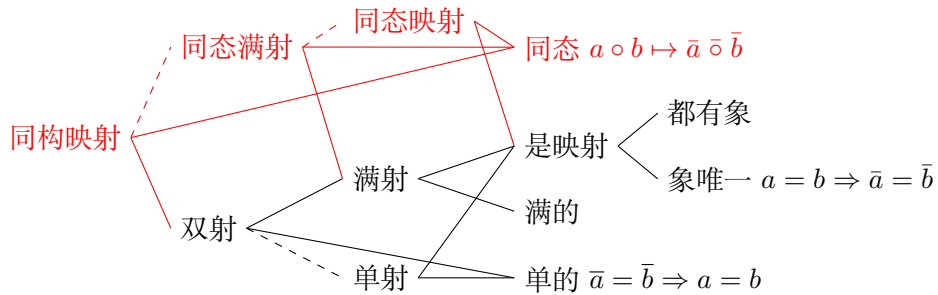 同态映射
同态满射
同态 a ∘ b ↦ ā ∘̄ b̄
都有象
同构映射
是映射
满射
象唯一 a = b ⇒ ā = b̄
满的
双射
单射
单的 ā = b̄ ⇒ a = b